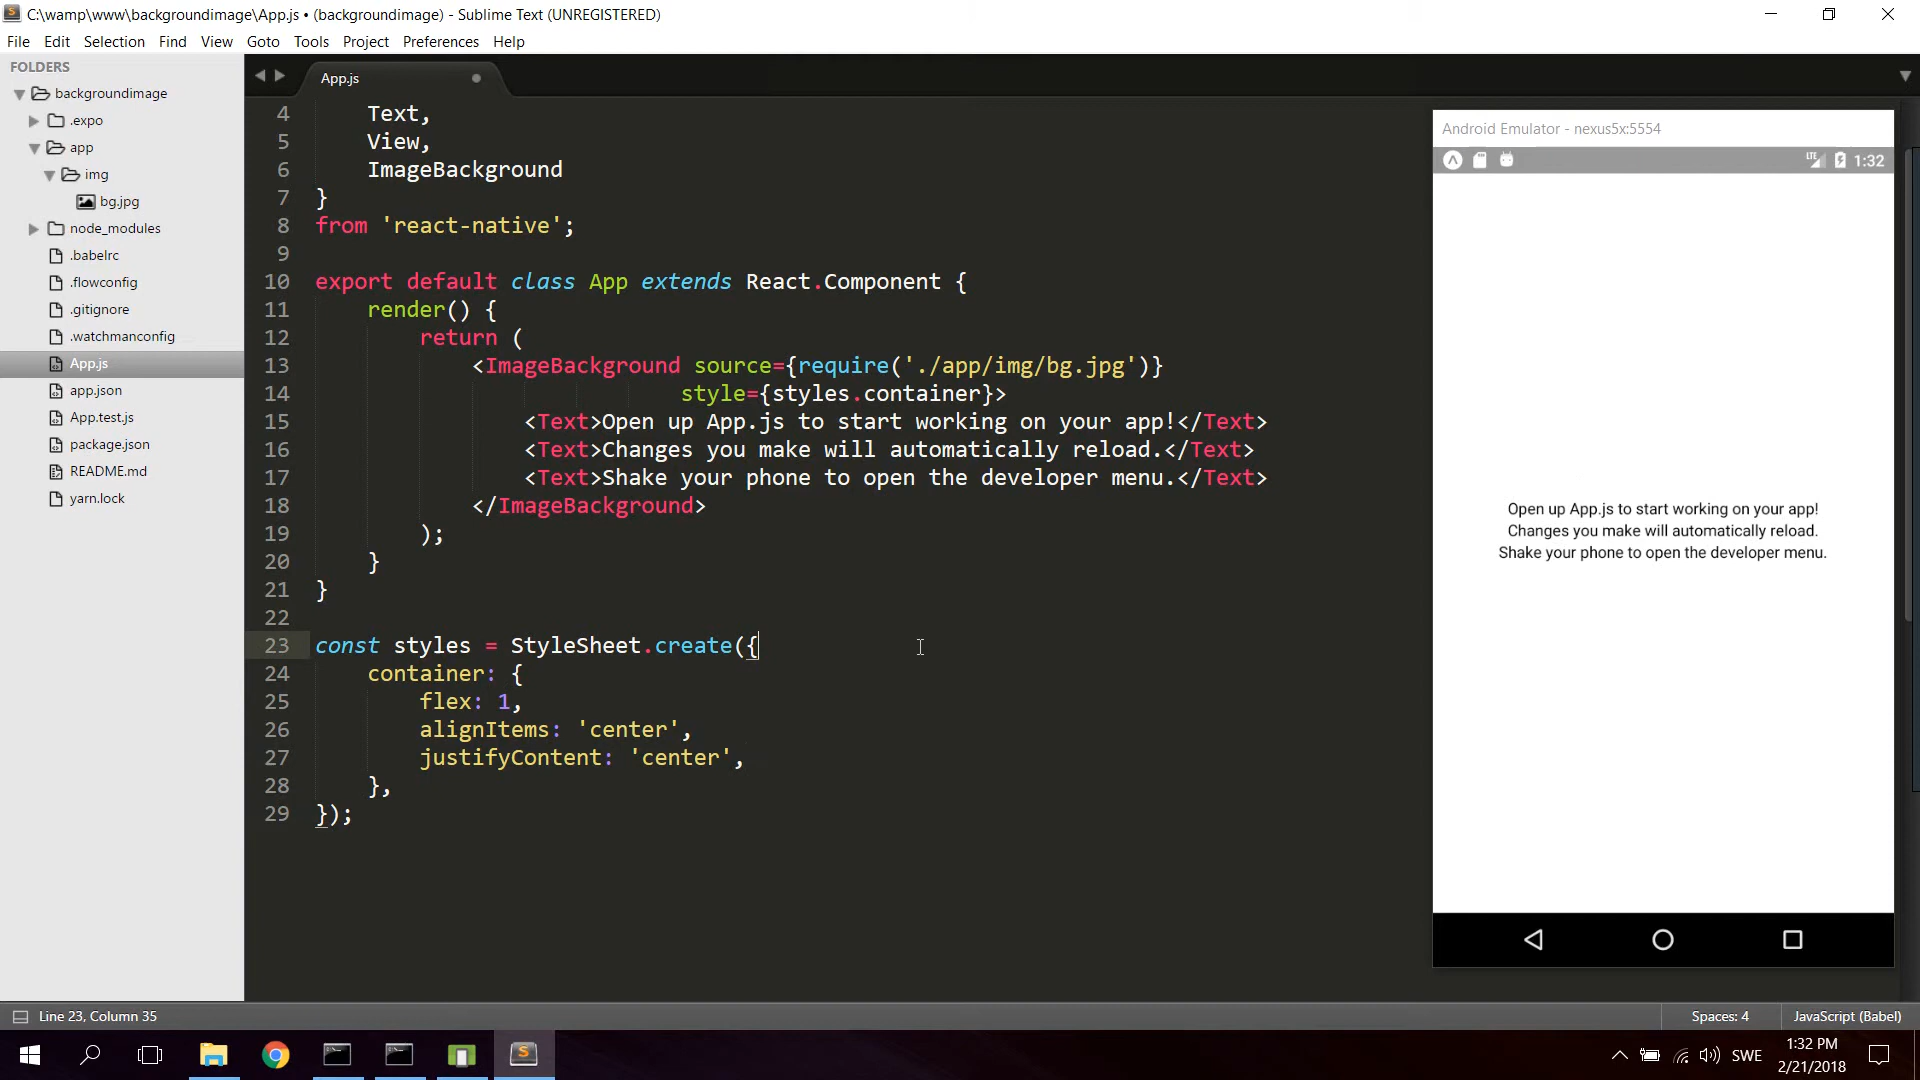 C:\wamp\www\backgroundimage\App.js • (backgroundimage) - Sublime Text (UNREGISTERED)
File Edit Selection Find View Goto Tools Project Preferences Help
FOLDERS
backgroundimage
.expo
app
img
bg.jpg
node_modules
.babelrc
.flowconfig
.gitignore
.watchmanconfig
App.js
app.json
App.test.js
package.json
README.md
yarn.lock
App.js
4 Text,
5 View,
6 ImageBackground
7 }
8 from 'react-native';
9
10 export default class App extends React.Component {
11 render() {
12 return (
13 <ImageBackground source={require('./app/img/bg.jpg')}
14 style={styles.container}>
15 <Text>Open up App.js to start working on your app!</Text>
16 <Text>Changes you make will automatically reload.</Text>
17 <Text>Shake your phone to open the developer menu.</Text>
18 </ImageBackground>
19 );
20 }
21 }
22
23 const styles = StyleSheet.create({
24 container: {
25 flex: 1,
26 alignItems: 'center',
27 justifyContent: 'center',
28 },
29 });
Android Emulator - nexus5x:5554
LTE 1:32
Open up App.js to start working on your app!
Changes you make will automatically reload.
Shake your phone to open the developer menu.
Line 23, Column 35
Spaces: 4
JavaScript (Babel)
SWE
1:32 PM
2/21/2018